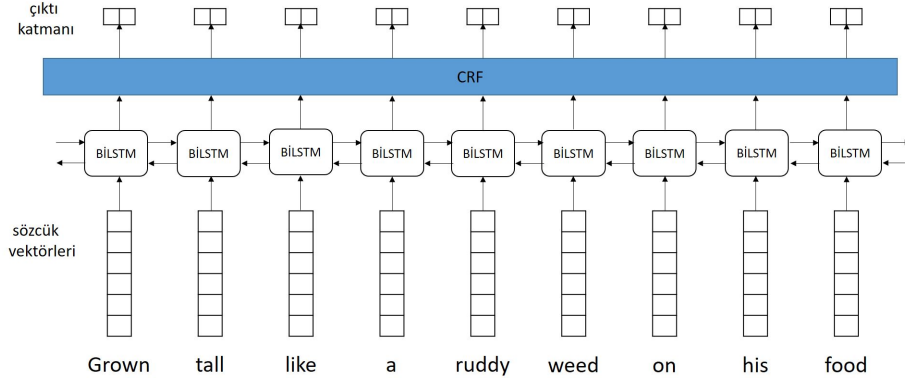 çıktı
katmanı
CRF
BİLSTM BİLSTM BİLSTM BİLSTM BİLSTM BİLSTM BİLSTM BİLSTM BİLSTM
sözcük
vektörleri
Grown tall like a ruddy weed on his food